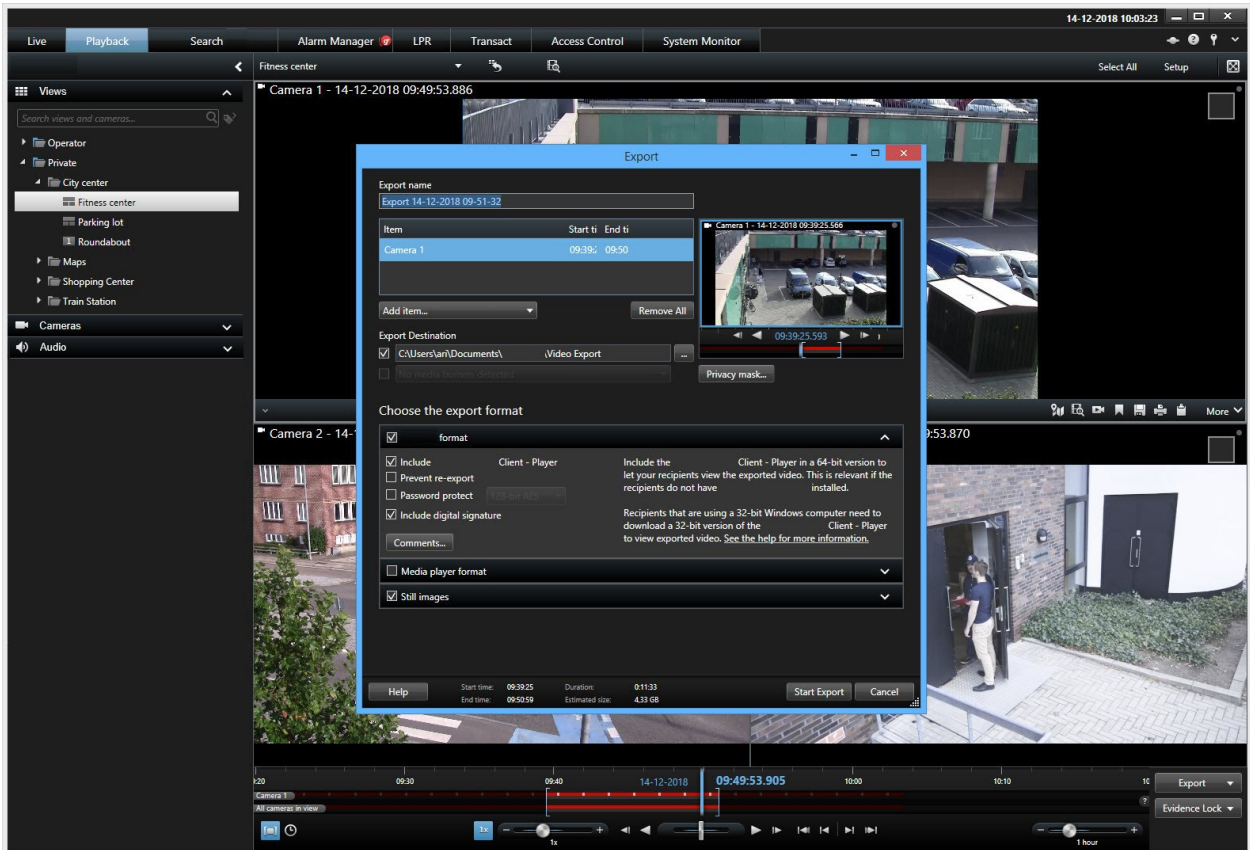 14-12-2018 10:03:23
Live Playback Search Alarm Manager LPR Transact Access Control System Monitor
Fitness center Select All Setup
Views
Search views and cameras...
Operator
Private
City center
Fitness center
Parking lot
1 Roundabout
Maps
Shopping Center
Train Station
Cameras
Audio
Camera 1 - 14-12-2018 09:49:53.886
More
Camera 2 - 14-1
9:53.870
Export
Export name
Export 14-12-2018 09-51-32
Item Start ti End ti
Camera 1 09:39: 09:50
Add item... Remove All
Camera 1 - 14-12-2018 09:39:25.566
09:39:25.593
Export Destination
C:\Users\ari\Documents\ \Video Export ...
No media burners detected
Privacy mask...
Choose the export format
format
Include Client - Player
Prevent re-export
Password protect 128-bit AES
Include digital signature
Comments...
Include the Client - Player in a 64-bit version to
let your recipients view the exported video. This is relevant if the
recipients do not have installed.
Recipients that are using a 32-bit Windows computer need to
download a 32-bit version of the Client - Player
to view exported video. See the help for more information.
Media player format
Still images
Help
Start time: 09:39:25 Duration: 0:11:33
End time: 09:50:59 Estimated size: 4,33 GB
Start Export Cancel
:20 09:30 09:40 14-12-2018 09:49:53.905 10:00 10:10 10
Camera 1
All cameras in view
Export
Evidence Lock
1x
1x
1 hour